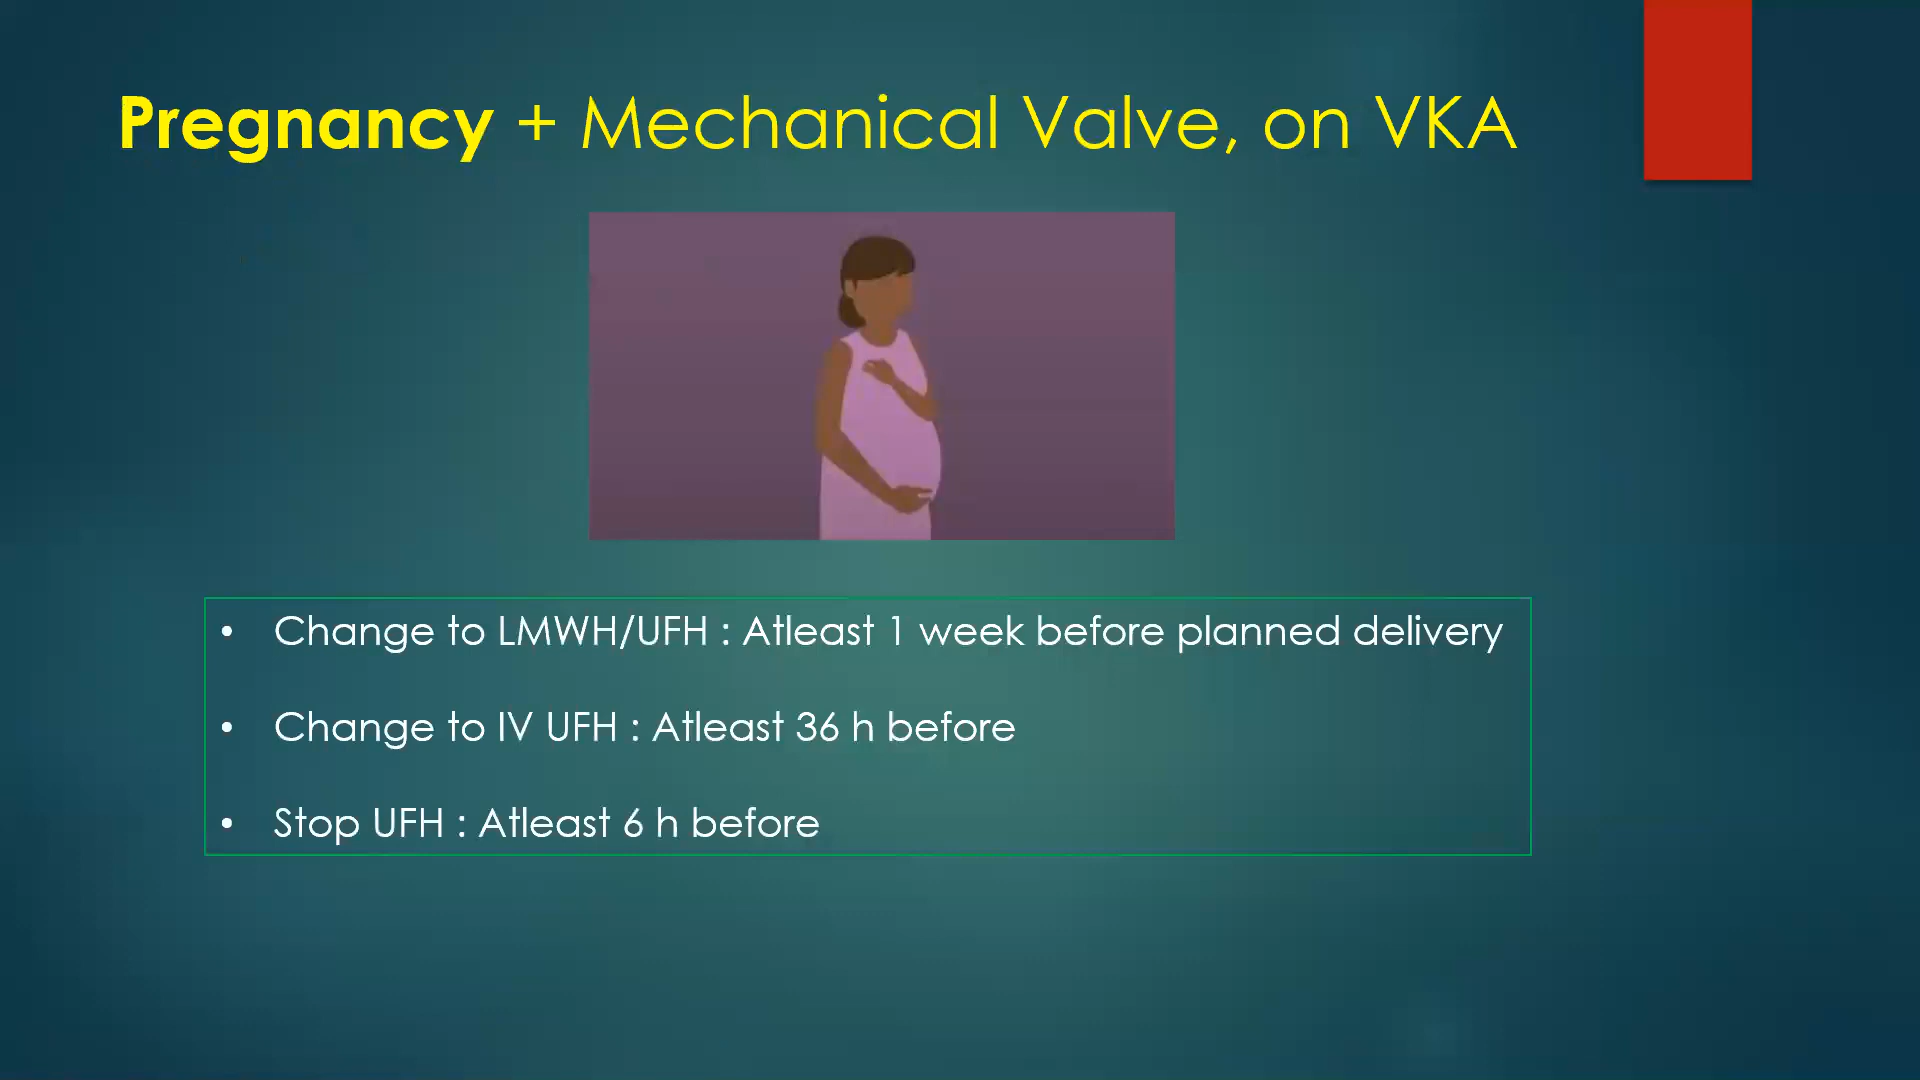 Pregnancy + Mechanical Valve, on VKA
• Change to LMWH/UFH : Atleast 1 week before planned delivery
• Change to IV UFH : Atleast 36 h before
• Stop UFH : Atleast 6 h before